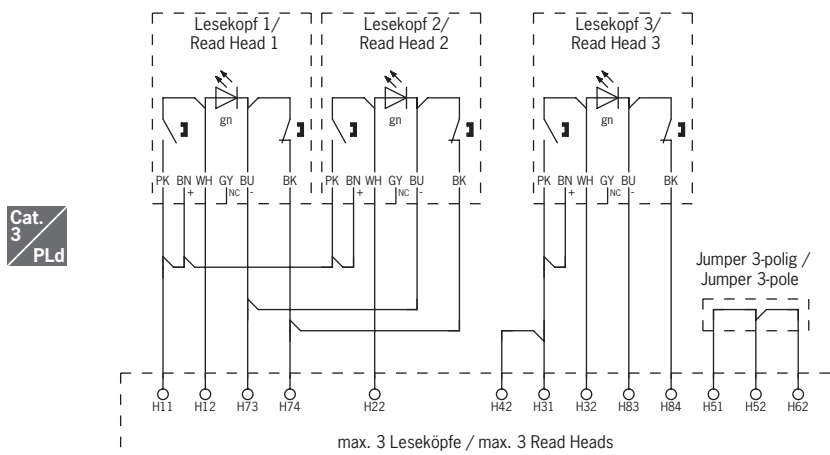 Lesekopf 1/
Read Head 1
Lesekopf 2/
Read Head 2
Lesekopf 3/
Read Head 3
gn
gn
gn
PK BN WH GY BU BK
+ NC -
PK BN WH GY BU BK
+ NC -
PK BN WH GY BU BK
+ NC -
Cat.
3
PLd
Jumper 3-polig /
Jumper 3-pole
H11 H12 H73 H74 H22 H42 H31 H32 H83 H84 H51 H52 H62
max. 3 Leseköpfe / max. 3 Read Heads